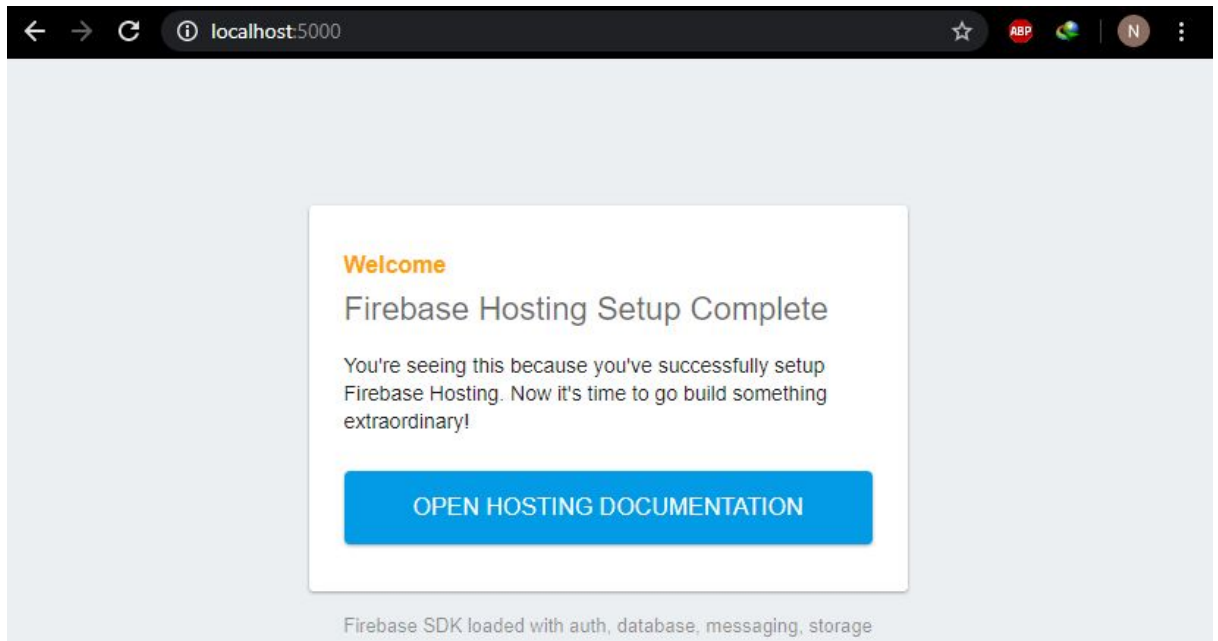 localhost:5000
ABP
N
Welcome
Firebase Hosting Setup Complete
You're seeing this because you've successfully setup
Firebase Hosting. Now it's time to go build something
extraordinary!
OPEN HOSTING DOCUMENTATION
Firebase SDK loaded with auth, database, messaging, storage